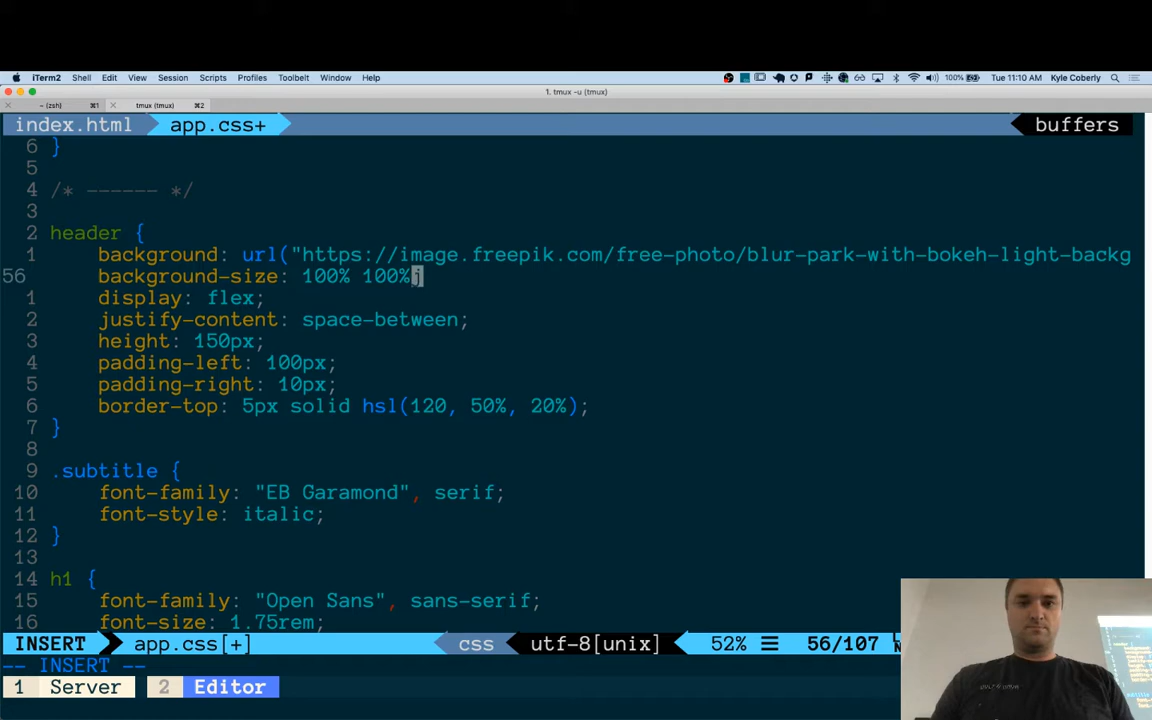 iTerm2 Shell Edit View Session Scripts Profiles Toolbelt Window Help 100% Tue 11:10 AM Kyle Coberly
1. tmux -u (tmux)
~ (zsh) ⌘1 tmux (tmux) ⌘2
index.html app.css+ buffers
6 }
5
4 /* ------ */
3
2 header {
1 background: url("https://image.freepik.com/free-photo/blur-park-with-bokeh-light-backg
56 background-size: 100% 100%j
1 display: flex;
2 justify-content: space-between;
3 height: 150px;
4 padding-left: 100px;
5 padding-right: 10px;
6 border-top: 5px solid hsl(120, 50%, 20%);
7 }
8
9 .subtitle {
10 font-family: "EB Garamond", serif;
11 font-style: italic;
12 }
13
14 h1 {
15 font-family: "Open Sans", sans-serif;
16 font-size: 1.75rem;
INSERT app.css[+] css utf-8[unix] 52% ☰ 56/107
-- INSERT --
1 Server 2 Editor